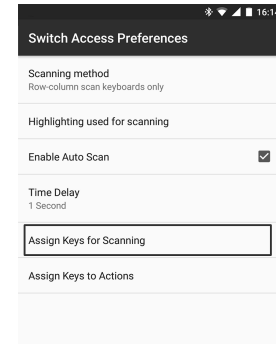 16:14
Switch Access Preferences
Scanning method
Row-column scan keyboards only
Highlighting used for scanning
Enable Auto Scan
Time Delay
1 Second
Assign Keys for Scanning
Assign Keys to Actions